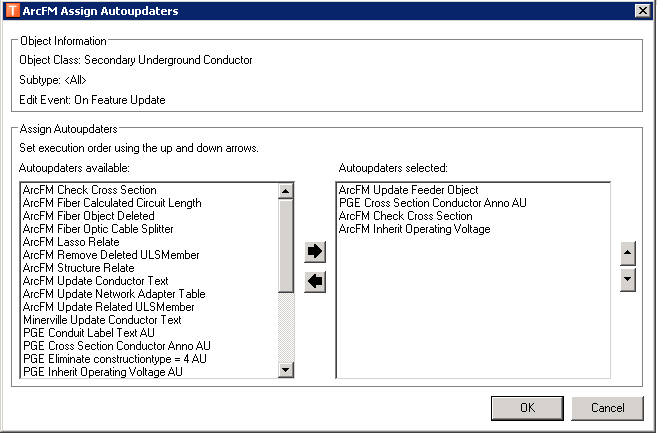 T ArcFM Assign Autoupdaters
Object Information
Object Class: Secondary Underground Conductor
Subtype: <All>
Edit Event: On Feature Update
Assign Autoupdaters
Set execution order using the up and down arrows.
Autoupdaters available:
ArcFM Check Cross Section
ArcFM Fiber Calculated Circuit Length
ArcFM Fiber Object Deleted
ArcFM Fiber Optic Cable Splitter
ArcFM Lasso Relate
ArcFM Remove Deleted ULSMember
ArcFM Structure Relate
ArcFM Update Conductor Text
ArcFM Update Network Adapter Table
ArcFM Update Related ULSMember
Minerville Update Conductor Text
PGE Conduit Label Text AU
PGE Cross Section Conductor Anno AU
PGE Eliminate constructiontype = 4 AU
PGE Inherit Operating Voltage AU
Autoupdaters selected:
ArcFM Update Feeder Object
PGE Cross Section Conductor Anno AU
ArcFM Check Cross Section
ArcFM Inherit Operating Voltage
OK
Cancel